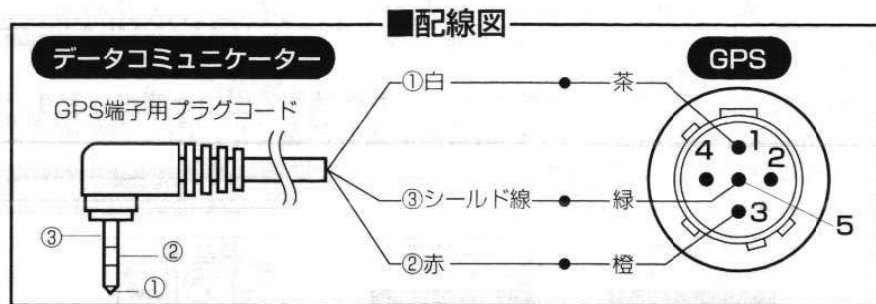 ■配線図
データコミュニケーター
GPS
GPS端子用プラグコード
①白
茶
③シールド線
緑
②赤
橙
③
②
①
1
4
2
3
5